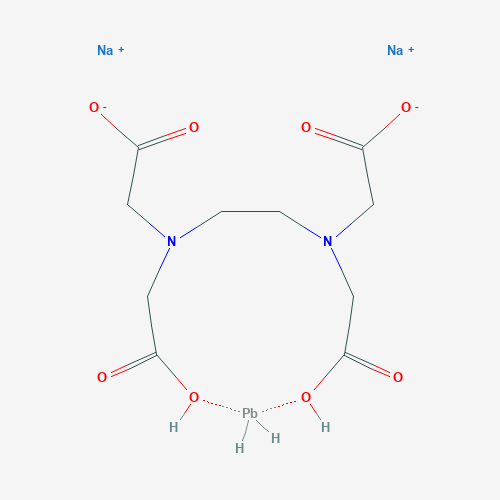 Na + Na +
O - O O O -
N N
O O
O Pb O
H H H H